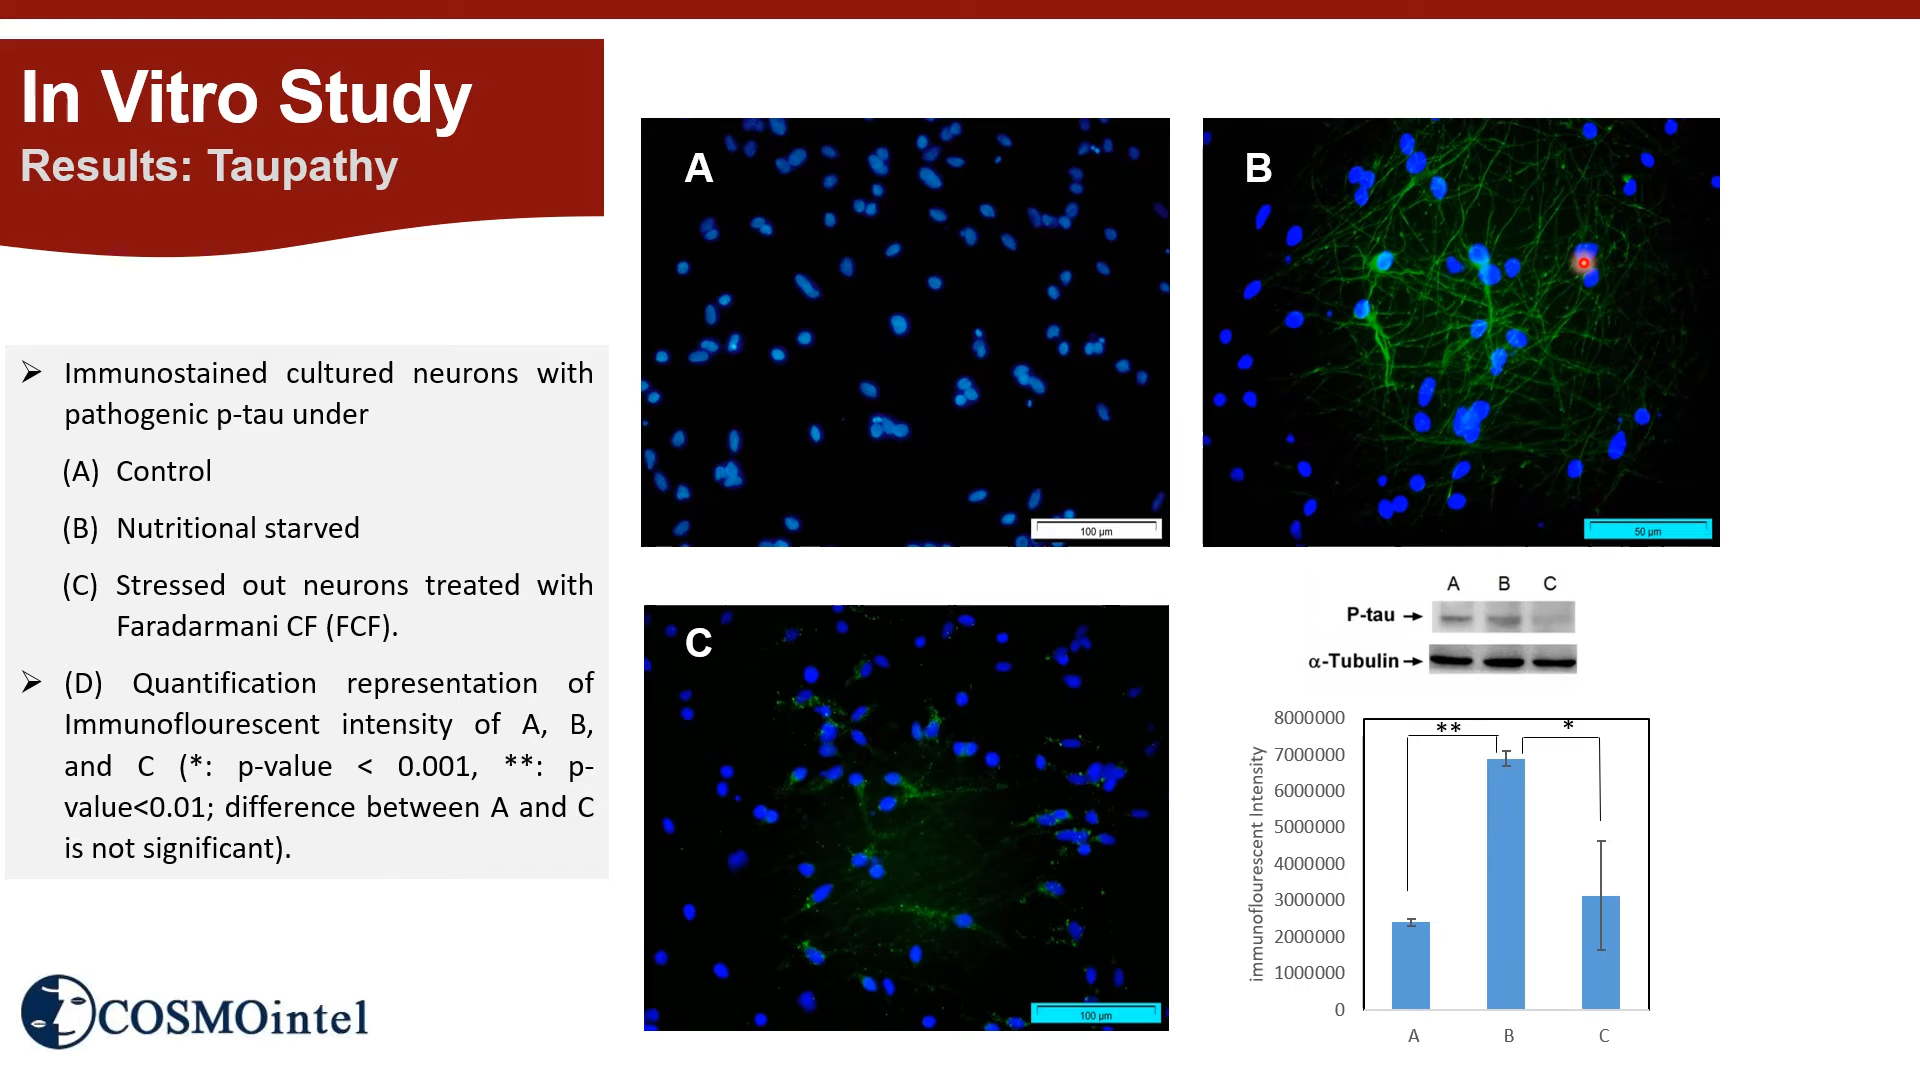 In Vitro Study
Results: Taupathy
➢ Immunostained cultured neurons with
pathogenic p-tau under
(A) Control
(B) Nutritional starved
(C) Stressed out neurons treated with
Faradarmani CF (FCF).
➢ (D) Quantification representation of
Immunoflourescent intensity of A, B,
and C (*: p-value < 0.001, **: p-
value<0.01; difference between A and C
is not significant).
COSMOintel
A
100 µm
B
50 µm
C
100 µm
A B C
P-tau →
α-Tubulin →
immunoflourescent Intensity
8000000
7000000
6000000
5000000
4000000
3000000
2000000
1000000
0
** *
A B C